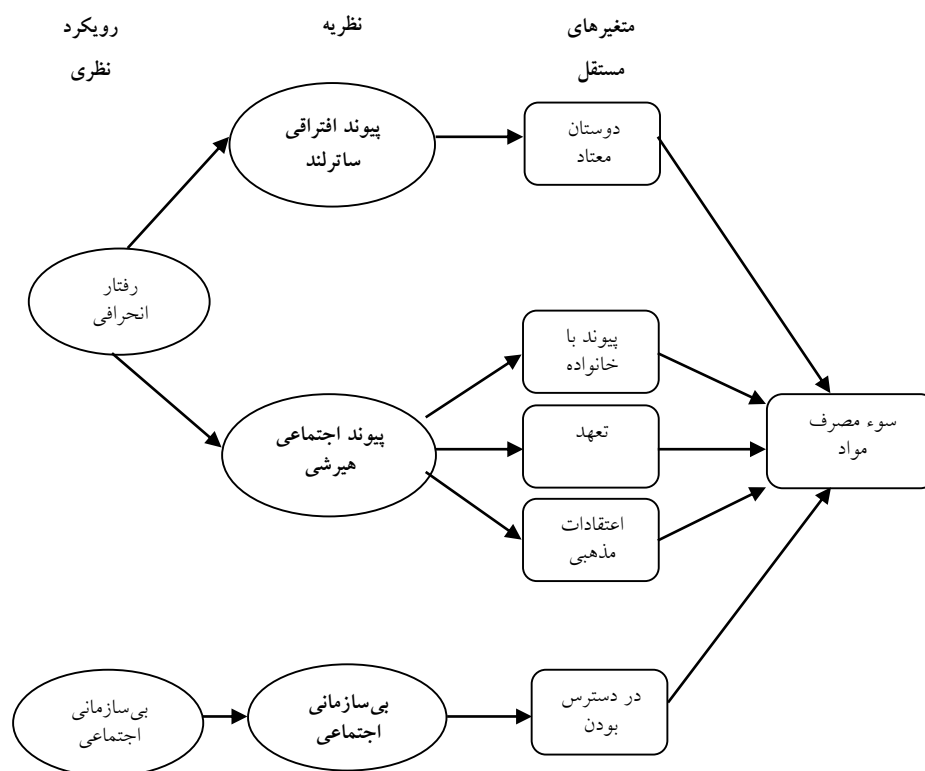 رویکرد
نظری
نظریه
متغیرهای
مستقل
پیوند افتراقی
ساترلند
دوستان
معتاد
رفتار
انحرافی
پیوند با
خانواده
پیوند اجتماعی
هیرشی
تعهد
سوء مصرف
مواد
اعتقادات
مذهبی
بی‌سازمانی
اجتماعی
بی‌سازمانی
اجتماعی
در دسترس
بودن